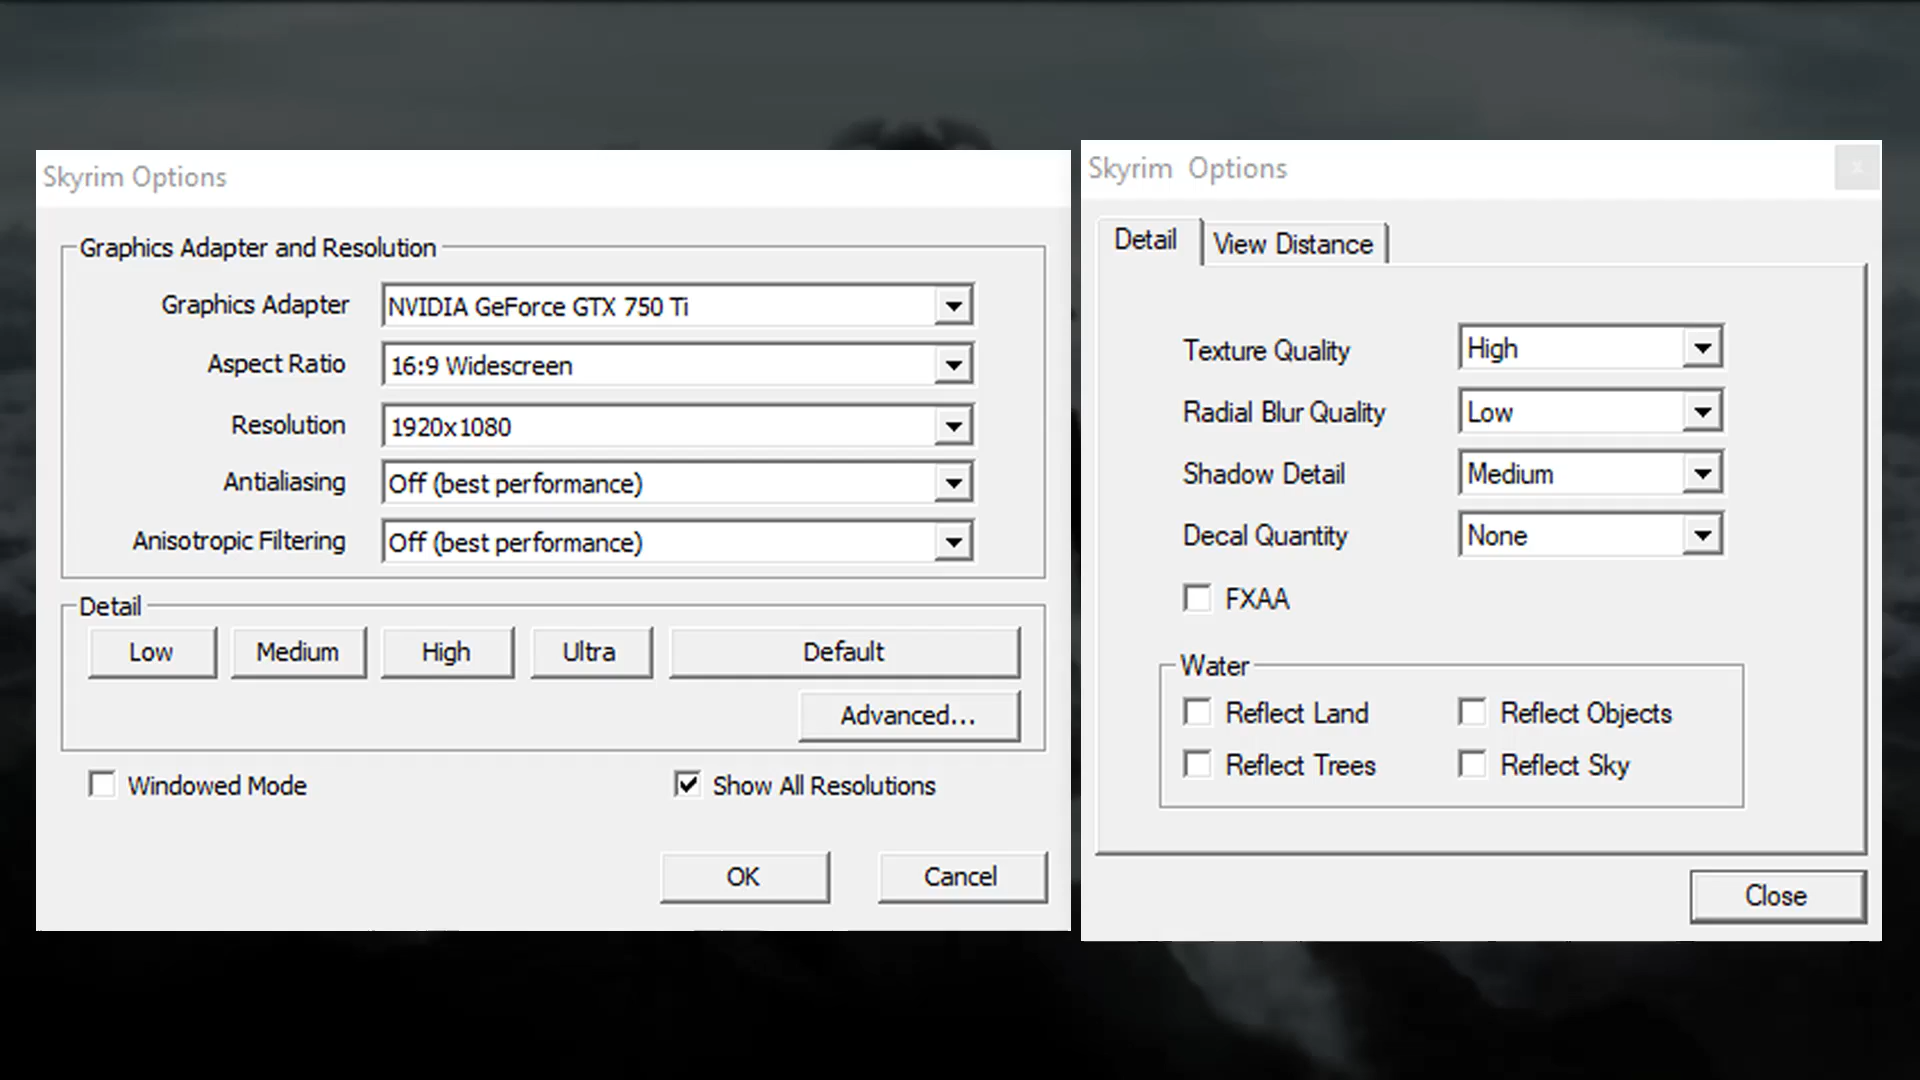 Skyrim Options
Graphics Adapter and Resolution
Graphics Adapter NVIDIA GeForce GTX 750 Ti
Aspect Ratio 16:9 Widescreen
Resolution 1920x1080
Antialiasing Off (best performance)
Anisotropic Filtering Off (best performance)
Detail
Low Medium High Ultra Default
Advanced...
Windowed Mode Show All Resolutions
OK Cancel
Skyrim Options
Detail View Distance
Texture Quality High
Radial Blur Quality Low
Shadow Detail Medium
Decal Quantity None
FXAA
Water
Reflect Land Reflect Objects
Reflect Trees Reflect Sky
Close